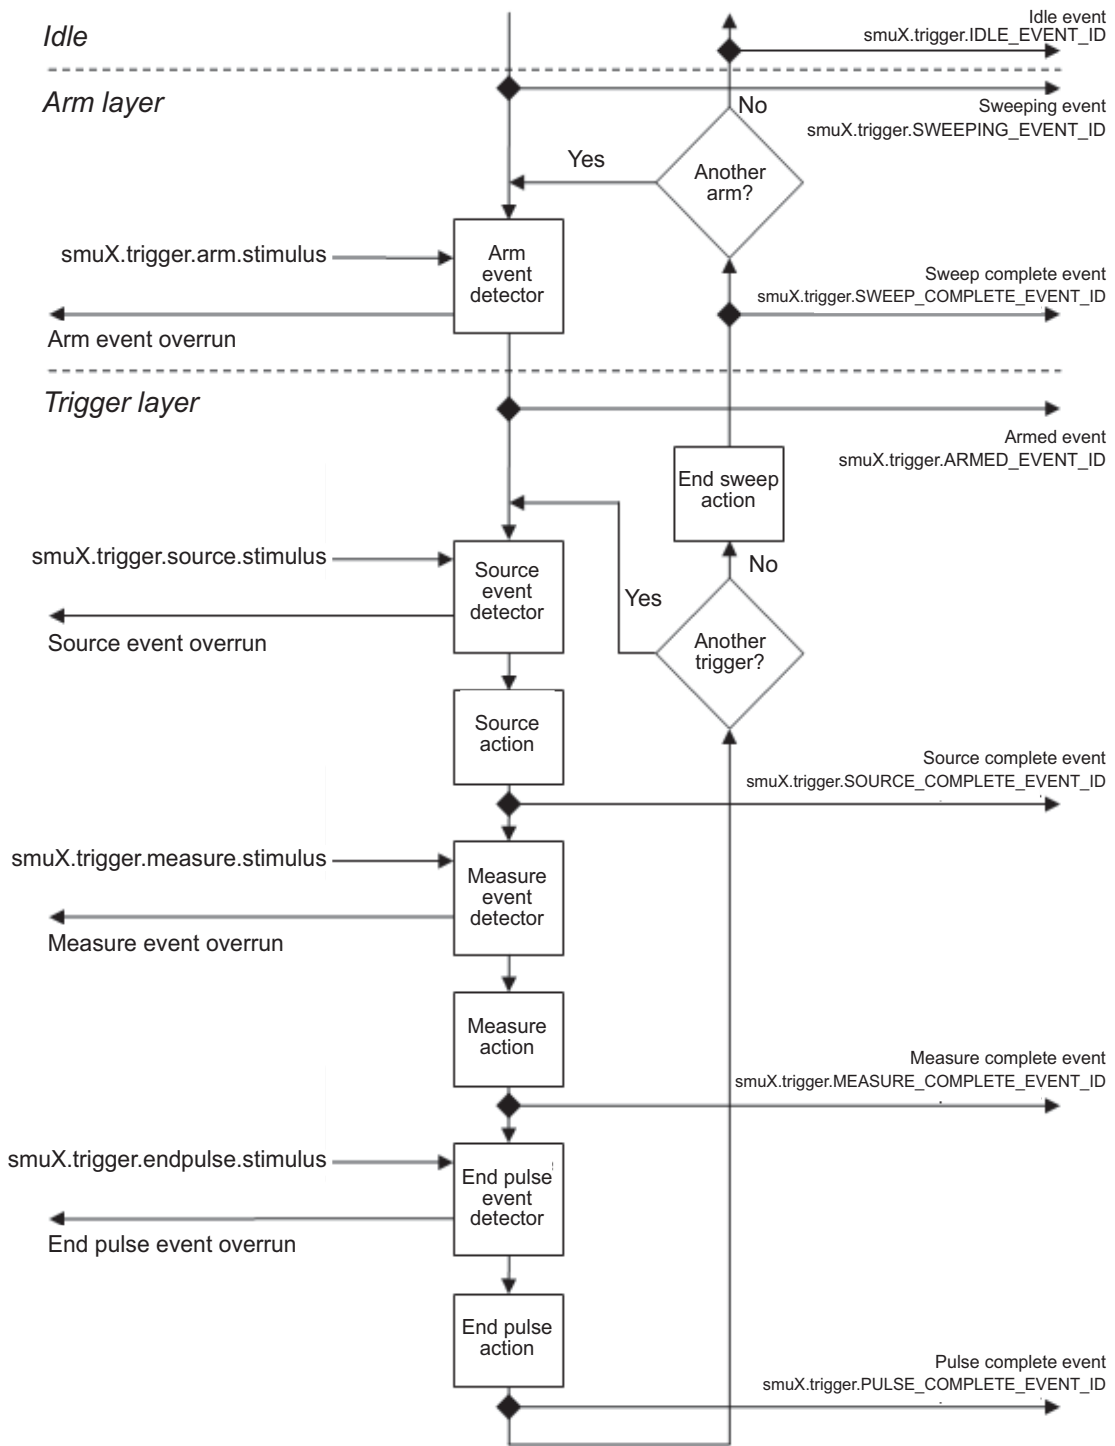 Idle
Idle event
smuX.trigger.IDLE_EVENT_ID
Arm layer
No
Sweeping event
smuX.trigger.SWEEPING_EVENT_ID
Yes
Another
arm?
smuX.trigger.arm.stimulus
Arm
event
detector
Sweep complete event
smuX.trigger.SWEEP_COMPLETE_EVENT_ID
Arm event overrun
Trigger layer
Armed event
smuX.trigger.ARMED_EVENT_ID
End sweep
action
smuX.trigger.source.stimulus
Source
event
detector
No
Yes
Source event overrun
Another
trigger?
Source
action
Source complete event
smuX.trigger.SOURCE_COMPLETE_EVENT_ID
smuX.trigger.measure.stimulus
Measure
event
detector
Measure event overrun
Measure
action
Measure complete event
smuX.trigger.MEASURE_COMPLETE_EVENT_ID
smuX.trigger.endpulse.stimulus
End pulse
event
detector
End pulse event overrun
End pulse
action
Pulse complete event
smuX.trigger.PULSE_COMPLETE_EVENT_ID